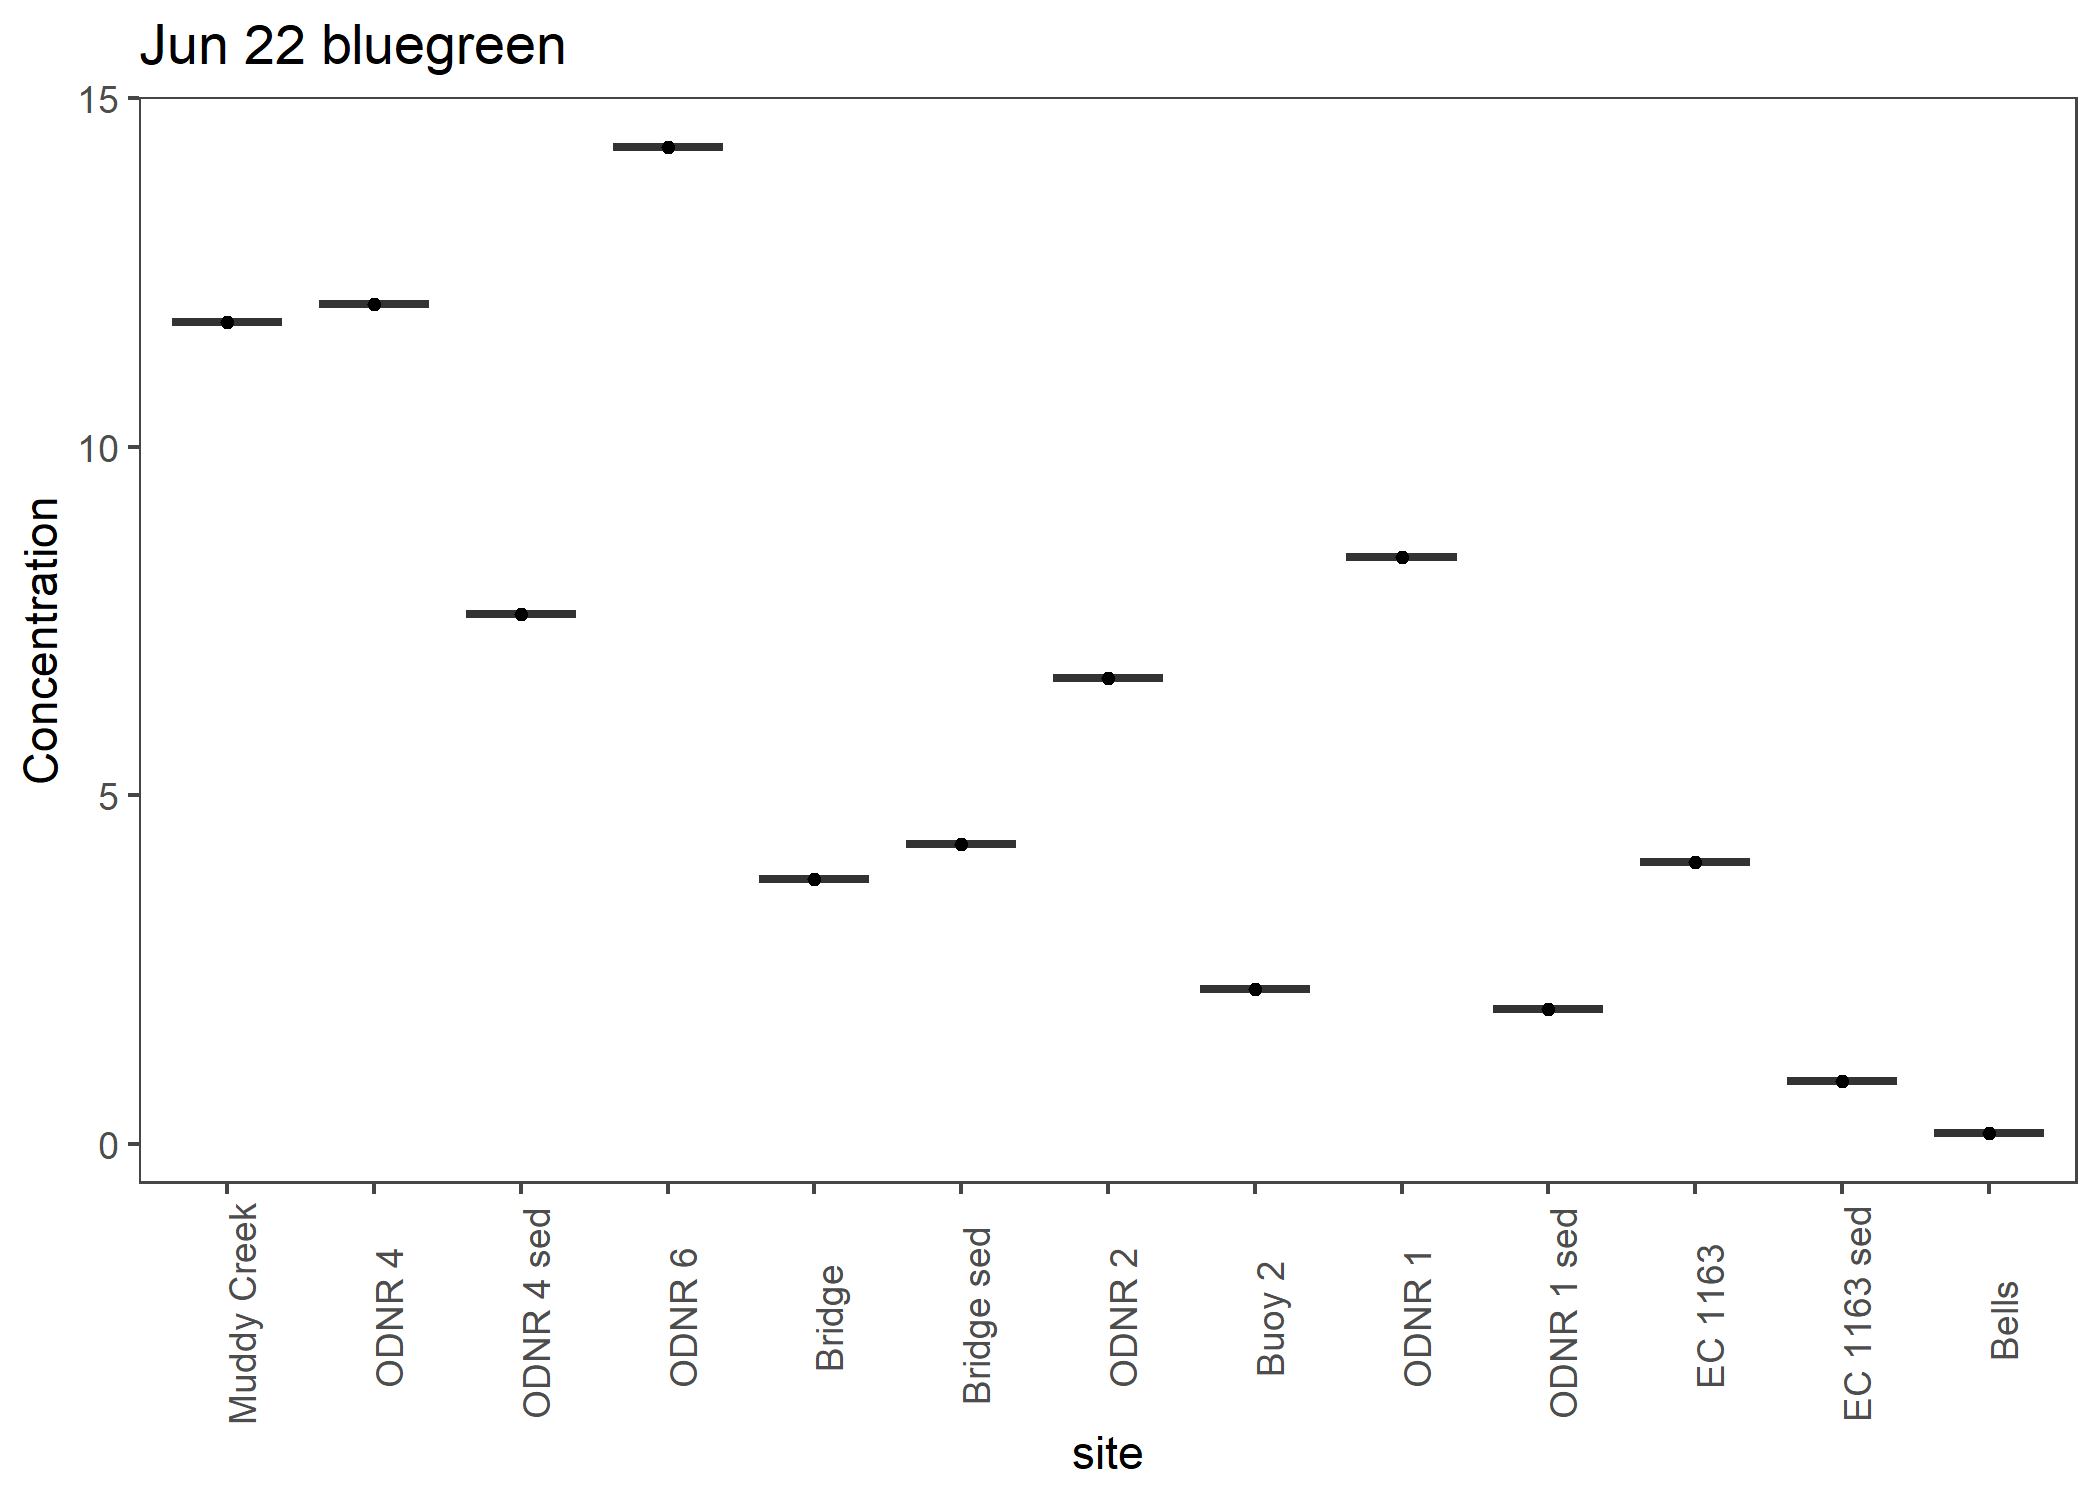 Jun 22 bluegreen
15
10
5
0
Concentration
Muddy Creek
ODNR 4
ODNR 4 sed
ODNR 6
Bridge
Bridge sed
ODNR 2
Buoy 2
ODNR 1
ODNR 1 sed
EC 1163
EC 1163 sed
Bells
site